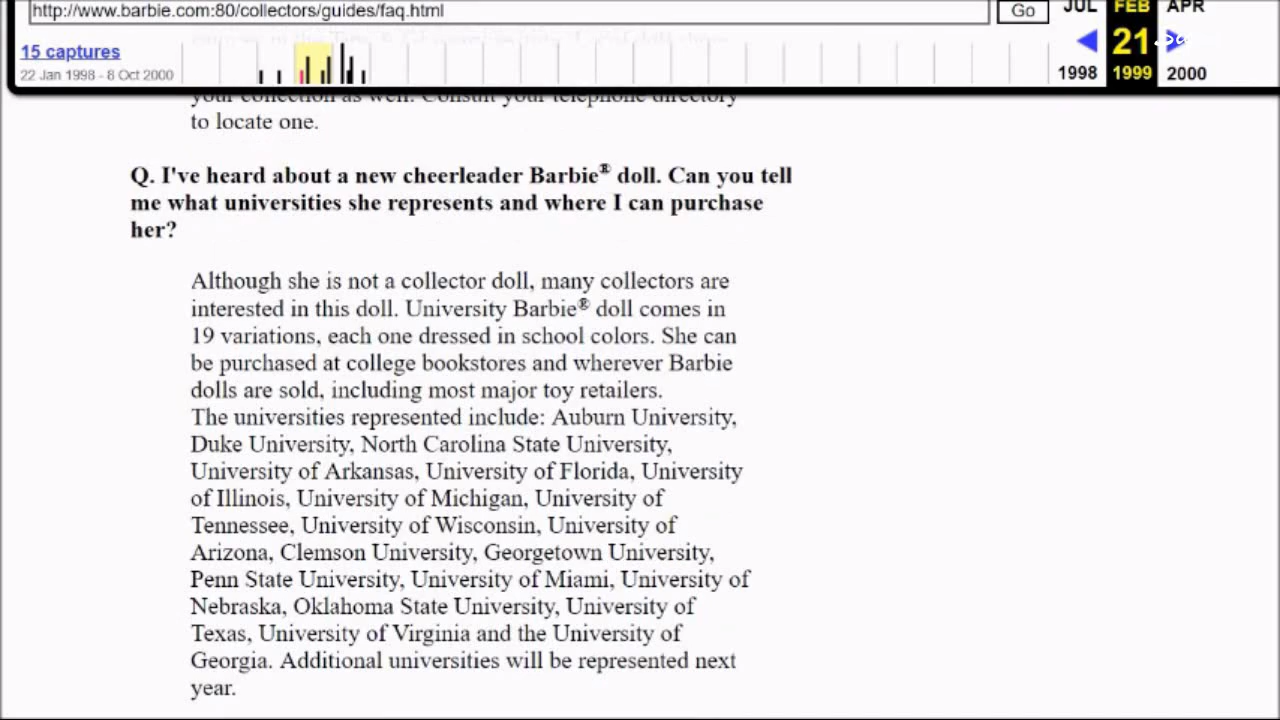 http://www.barbie.com:80/collectors/guides/faq.html
Go
JUL FEB APR
15 captures
21
22 Jan 1998 - 8 Oct 2000
1998 1999 2000
your collection as well. Consult your telephone directory
to locate one.
Q. I've heard about a new cheerleader Barbie® doll. Can you tell
me what universities she represents and where I can purchase
her?
Although she is not a collector doll, many collectors are
interested in this doll. University Barbie® doll comes in
19 variations, each one dressed in school colors. She can
be purchased at college bookstores and wherever Barbie
dolls are sold, including most major toy retailers.
The universities represented include: Auburn University,
Duke University, North Carolina State University,
University of Arkansas, University of Florida, University
of Illinois, University of Michigan, University of
Tennessee, University of Wisconsin, University of
Arizona, Clemson University, Georgetown University,
Penn State University, University of Miami, University of
Nebraska, Oklahoma State University, University of
Texas, University of Virginia and the University of
Georgia. Additional universities will be represented next
year.